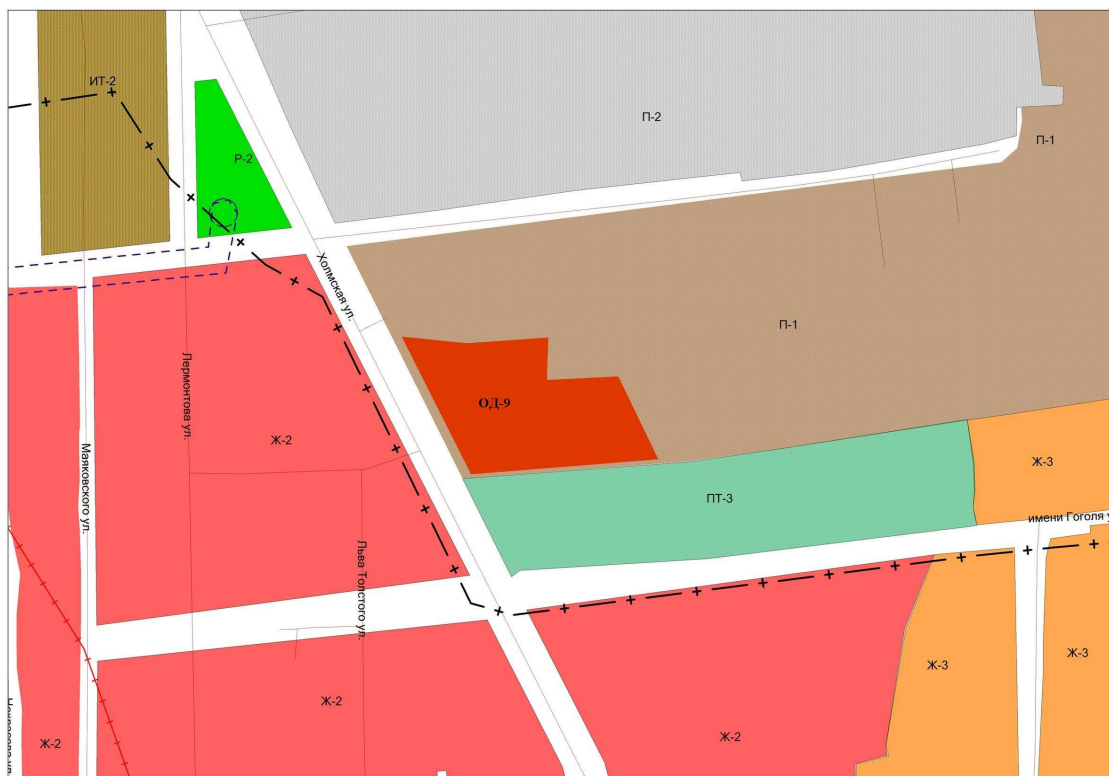 ИТ-2
П-2
П-1
Р-2
Холмская ул.
П-1
Лермонтова ул.
ОД-9
Ж-2
Маяковского ул.
Ж-3
ПТ-3
имени Гоголя у
Льва Толстого ул.
Ж-3
Ж-3
Ж-2
Ж-2
Ж-2